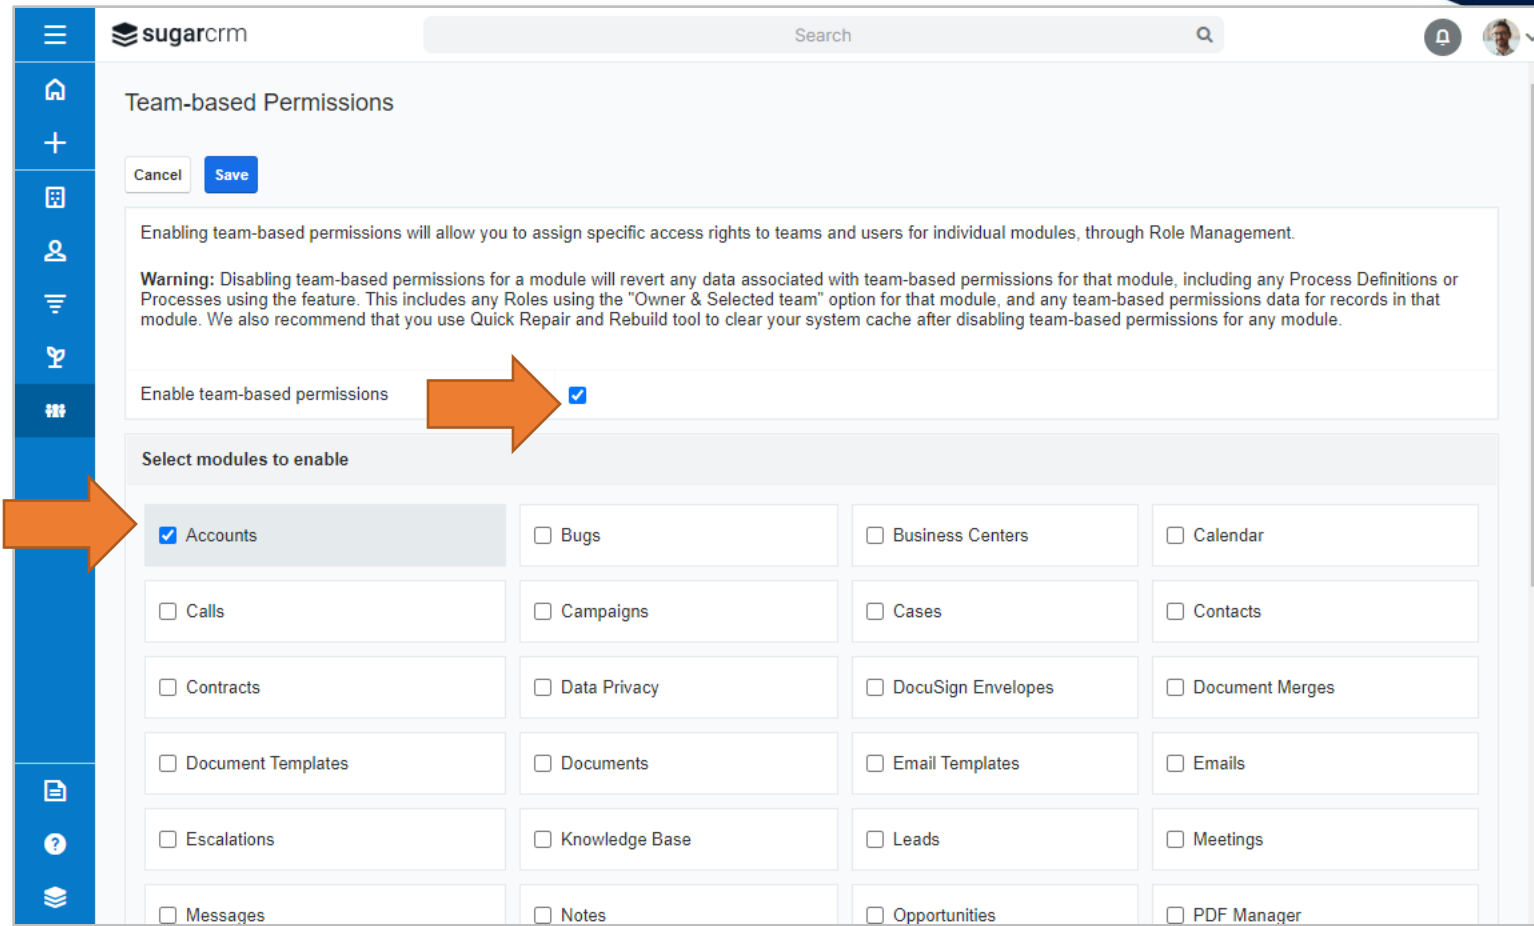 sugarcrm
Search
Team-based Permissions
Cancel
Save
Enabling team-based permissions will allow you to assign specific access rights to teams and users for individual modules, through Role Management.
Warning: Disabling team-based permissions for a module will revert any data associated with team-based permissions for that module, including any Process Definitions or
Processes using the feature. This includes any Roles using the "Owner & Selected team" option for that module, and any team-based permissions data for records in that
module. We also recommend that you use Quick Repair and Rebuild tool to clear your system cache after disabling team-based permissions for any module.
Enable team-based permissions
Select modules to enable
Accounts
Bugs
Business Centers
Calendar
Calls
Campaigns
Cases
Contacts
Contracts
Data Privacy
DocuSign Envelopes
Document Merges
Document Templates
Documents
Email Templates
Emails
Escalations
Knowledge Base
Leads
Meetings
Messages
Notes
Opportunities
PDF Manager